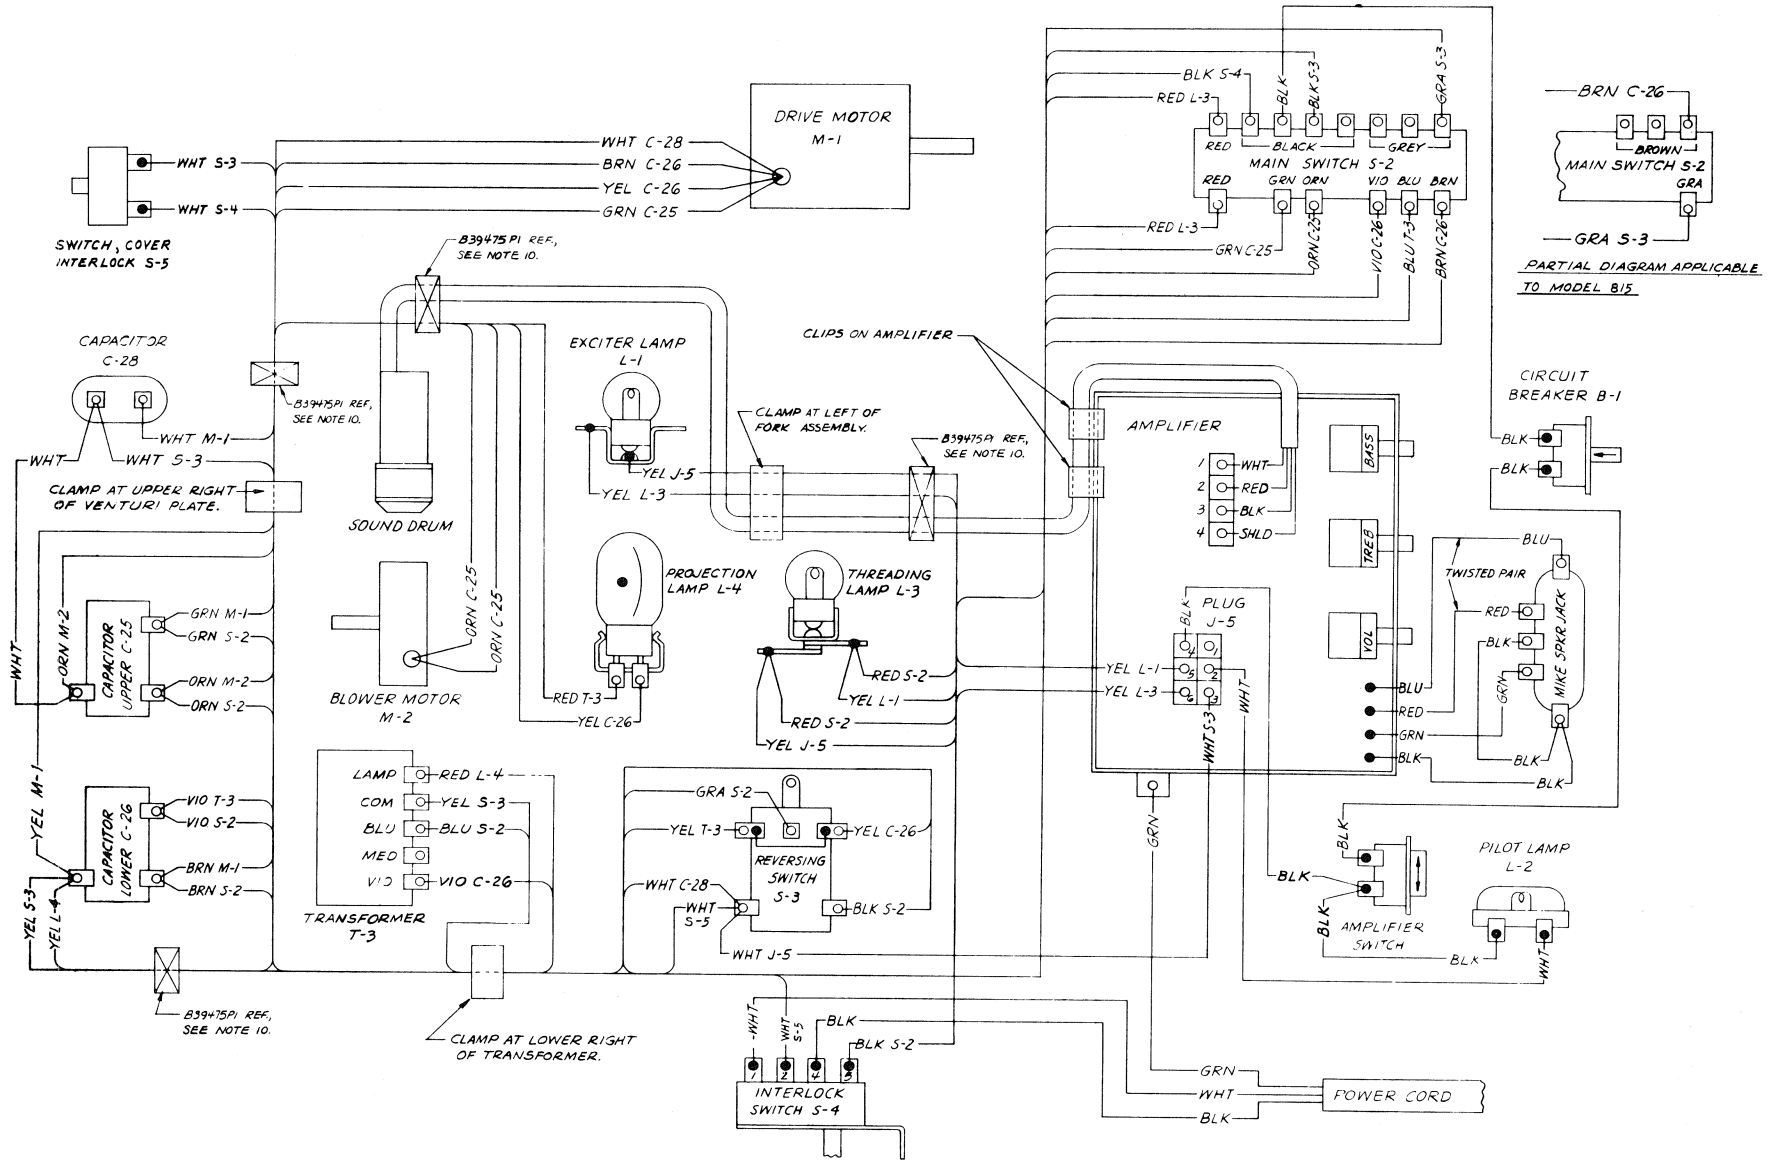 WHT S-3
WHT S-4
SWITCH, COVER
INTERLOCK S-5
WHT C-28
BRN C-26
YEL C-26
GRN C-25
DRIVE MOTOR
M-1
B39475P1 REF.,
SEE NOTE 10.
CAPACITOR
C-28
WHT M-1
WHT
WHT S-3
B39475P1 REF,
SEE NOTE 10.
CLAMP AT UPPER RIGHT
OF VENTURI PLATE.
SOUND DRUM
EXCITER LAMP
L-1
YEL J-5
YEL L-3
CLAMP AT LEFT OF
FORK ASSEMBLY.
B39475P1 REF,
SEE NOTE 10.
CLIPS ON AMPLIFIER
BLK S-4
RED L-3
BLK
BLK S-3
GRA S-3
RED
BLACK
GREY
MAIN SWITCH S-2
RED
GRN
ORN
VIO
BLU
BRN
RED L-3
GRN C-25
ORN C-25
VIO C-26
BLU T-3
BRN C-26
BRN C-26
BROWN
MAIN SWITCH S-2
GRA
GRA S-3
PARTIAL DIAGRAM APPLICABLE
TO MODEL 815
CIRCUIT
BREAKER B-1
BLK
BLK
AMPLIFIER
1
WHT
2
RED
3
BLK
4
SHLD
BASS
TREB
VOL
BLU
TWISTED PAIR
RED
BLK
GRN
MIKE SPKR JACK
BLK
BLK
BLU
RED
GRN
BLK
BLK
PLUG
J-5
4
1
5
2
6
3
YEL L-1
YEL L-3
WHT
WHT S-3
WHT
ORN M-2
GRN M-1
GRN S-2
CAPACITOR
UPPER C-25
ORN M-2
ORN S-2
BLOWER MOTOR
M-2
ORN C-25
ORN C-25
RED T-3
YEL C-26
PROJECTION
LAMP L-4
THREADING
LAMP L-3
RED S-2
YEL L-1
RED S-2
YEL J-5
YEL M-1
VIO T-3
VIO S-2
CAPACITOR
LOWER C-26
BRN M-1
BRN S-2
YEL S-3
YEL L-4
LAMP
RED L-4
COM
YEL S-3
BLU
BLU S-2
MED
VIO
VIO C-26
TRANSFORMER
T-3
GRA S-2
YEL T-3
YEL C-26
REVERSING
SWITCH
S-3
WHT C-28
WHT
S-5
BLK S-2
WHT J-5
GRN
BLK
BLK
BLK
AMPLIFIER
SWITCH
PILOT LAMP
L-2
BLK
WHT
B39475P1 REF.,
SEE NOTE 10.
CLAMP AT LOWER RIGHT
OF TRANSFORMER.
WHT
WHT
S-5
BLK
BLK S-2
1
2
4
5
INTERLOCK
SWITCH S-4
GRN
WHT
BLK
POWER CORD